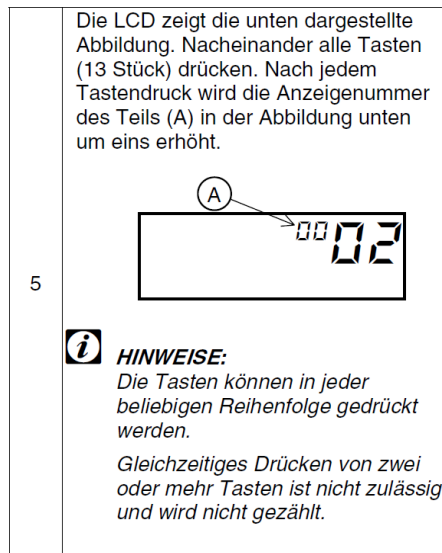 Die LCD zeigt die unten dargestellte
Abbildung. Nacheinander alle Tasten
(13 Stück) drücken. Nach jedem
Tastendruck wird die Anzeigenummer
des Teils (A) in der Abbildung unten
um eins erhöht.
A
00 02
5
i HINWEISE:
Die Tasten können in jeder
beliebigen Reihenfolge gedrückt
werden.
Gleichzeitiges Drücken von zwei
oder mehr Tasten ist nicht zulässig
und wird nicht gezählt.